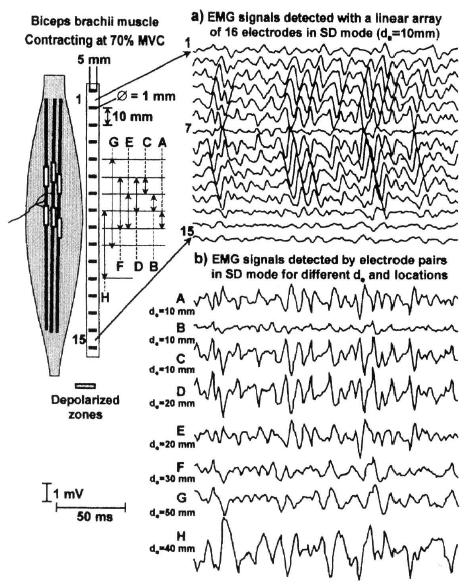 Biceps brachii muscle
Contracting at 70% MVC
5 mm
1
Ø = 1 mm
10 mm
G E C A
F D B
H
15
Depolarized
zones
1 mV
50 ms
a) EMG signals detected with a linear array
of 16 electrodes in SD mode (de=10mm)
1
7
15
b) EMG signals detected by electrode pairs
in SD mode for different de and locations
A
de=10 mm
B
de=10 mm
C
de=10 mm
D
de=20 mm
E
de=20 mm
F
de=30 mm
G
de=50 mm
H
de=40 mm